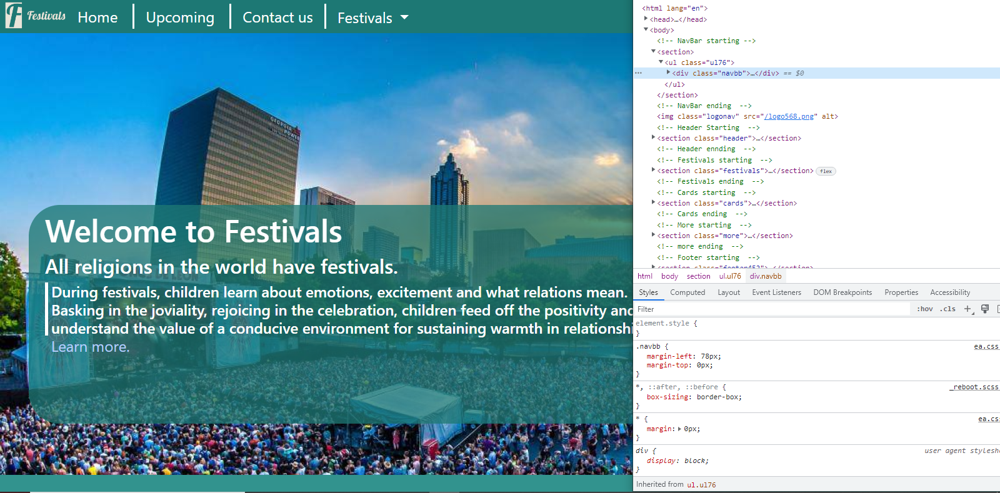 F Festivals Home Upcoming Contact us Festivals
GEORGIA
POWER
Welcome to Festivals
All religions in the world have festivals.
During festivals, children learn about emotions, excitement and what relations mean.
Basking in the joviality, rejoicing in the celebration, children feed off the positivity and
understand the value of a conducive environment for sustaining warmth in relationshi
Learn more.
<html lang="en">
<head>…</head>
<body>
<!-- NavBar starting -->
<section>
<ul class="ul76">
<div class="navbb">…</div> == $0
</ul>
</section>
<!-- NavBar ending -->
<img class="logonav" src="/logo568.png" alt>
<!-- Header Starting -->
<section class="header">…</section>
<!-- Header ennding -->
<!-- Festivals starting -->
<section class="festivals">…</section> flex
<!-- Festivals ending -->
<!-- Cards starting -->
<section class="cards">…</section>
<!-- Cards ending -->
<!-- More starting -->
<section class="more">…</section>
<!-- more ending -->
<!-- Footer starting -->
<section class="footer452">…</section>
html body section ul.ul76 div.navbb
Styles Computed Layout Event Listeners DOM Breakpoints Properties Accessibility
Filter :hov .cls +
element.style {
}
.navbb { ea.css
margin-left: 78px;
margin-top: 0px;
}
*, ::after, ::before { _reboot.scss
box-sizing: border-box;
}
* { ea.css
margin: 0px;
}
div { user agent stylesh
display: block;
}
Inherited from ul.ul76